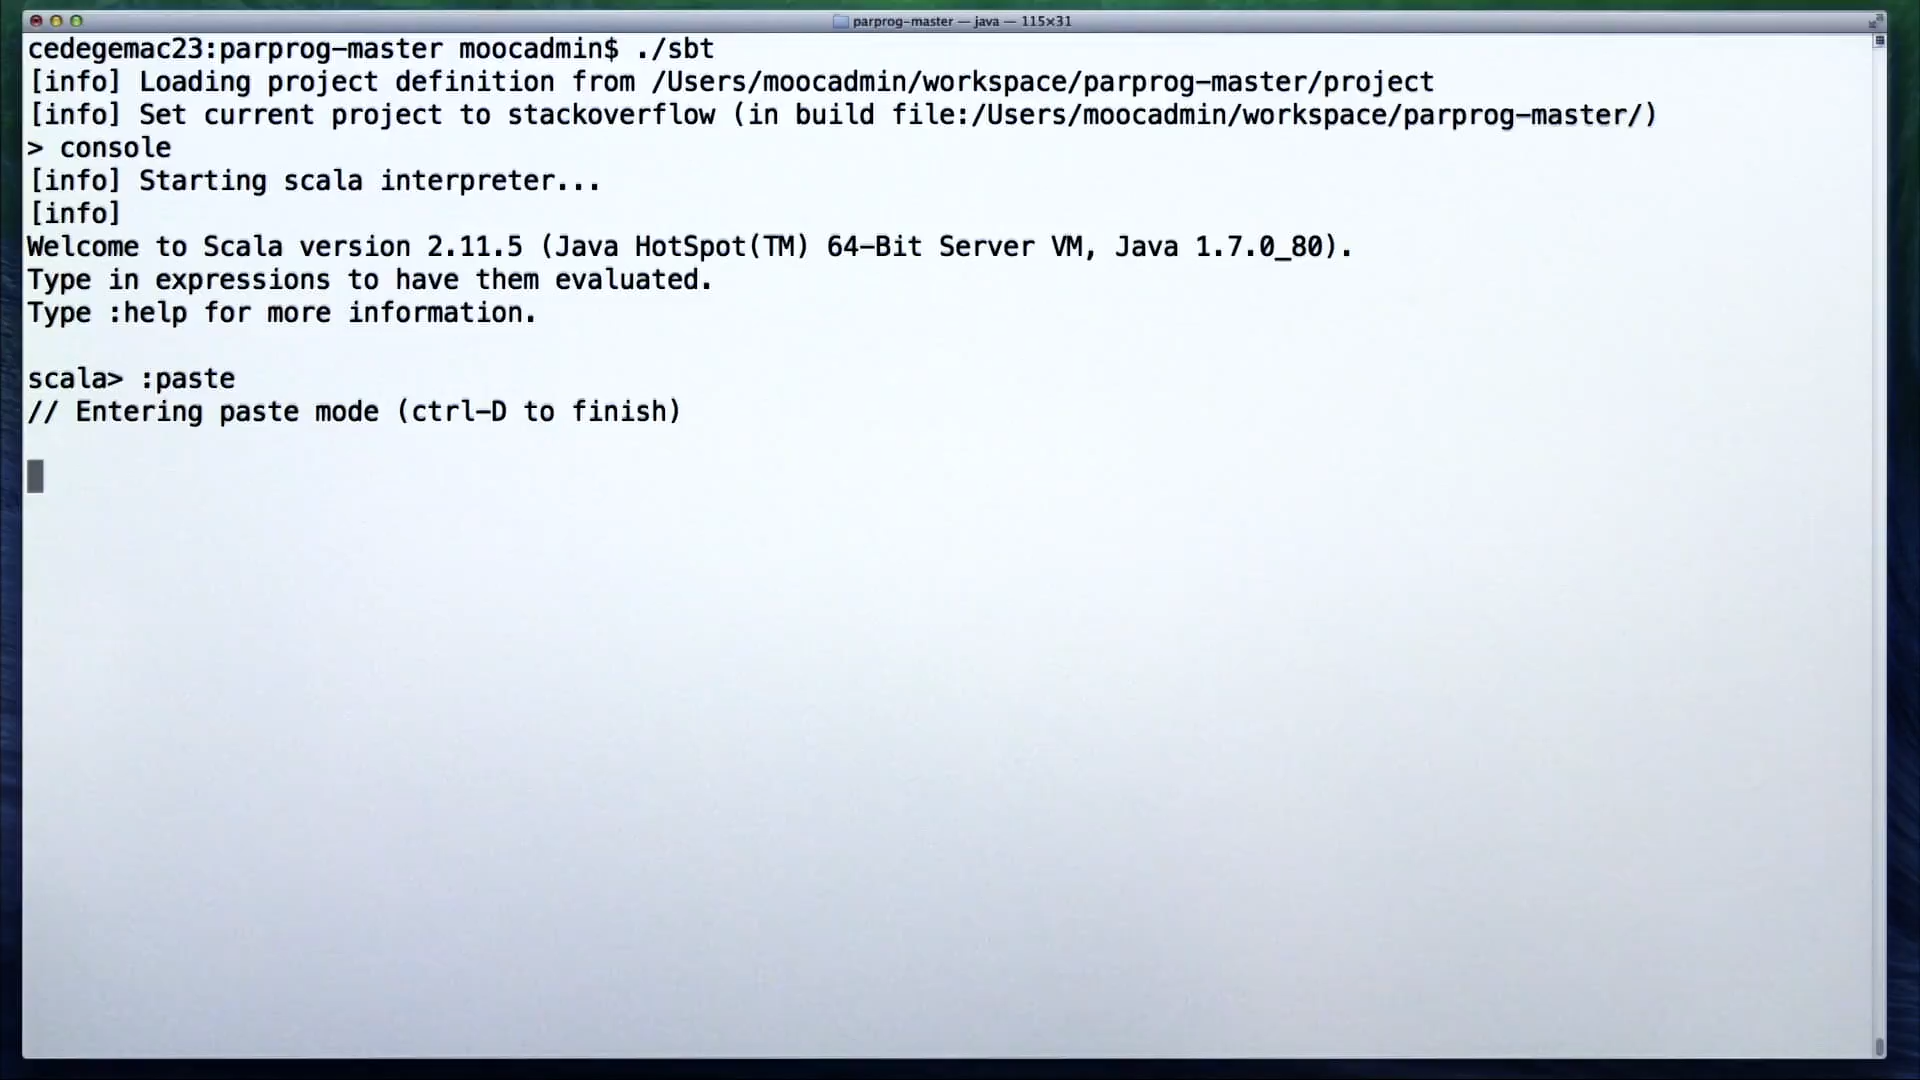 parprog-master — java — 115×31
cedegemac23:parprog-master moocadmin$ ./sbt
[info] Loading project definition from /Users/moocadmin/workspace/parprog-master/project
[info] Set current project to stackoverflow (in build file:/Users/moocadmin/workspace/parprog-master/)
> console
[info] Starting scala interpreter...
[info]
Welcome to Scala version 2.11.5 (Java HotSpot(TM) 64-Bit Server VM, Java 1.7.0_80).
Type in expressions to have them evaluated.
Type :help for more information.
scala> :paste
// Entering paste mode (ctrl-D to finish)